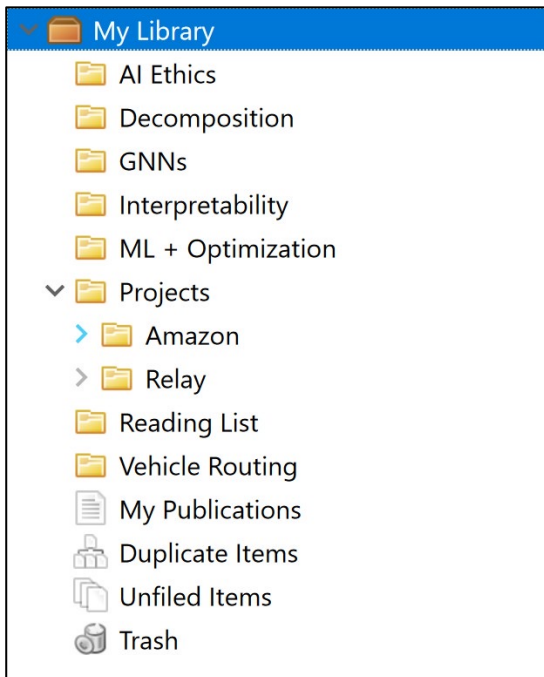 My Library
AI Ethics
Decomposition
GNNs
Interpretability
ML + Optimization
Projects
Amazon
Relay
Reading List
Vehicle Routing
My Publications
Duplicate Items
Unfiled Items
Trash